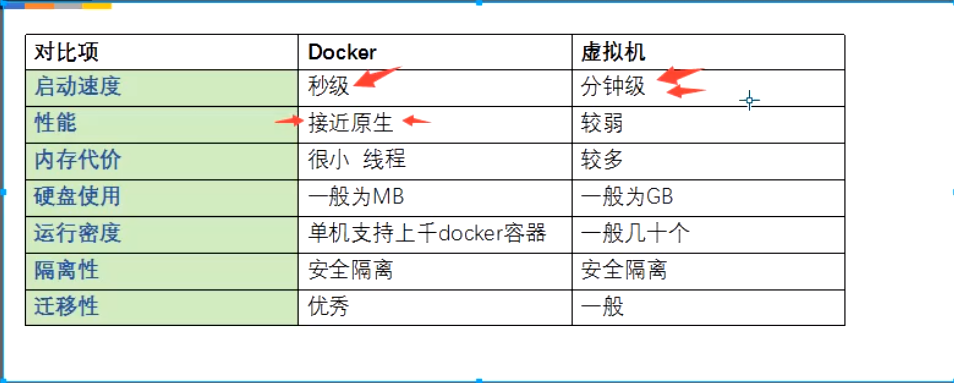 对比项 Docker 虚拟机
启动速度 秒级 分钟级
性能 接近原生 较弱
内存代价 很小 线程 较多
硬盘使用 一般为MB 一般为GB
运行密度 单机支持上千docker容器 一般几十个
隔离性 安全隔离 安全隔离
迁移性 优秀 一般